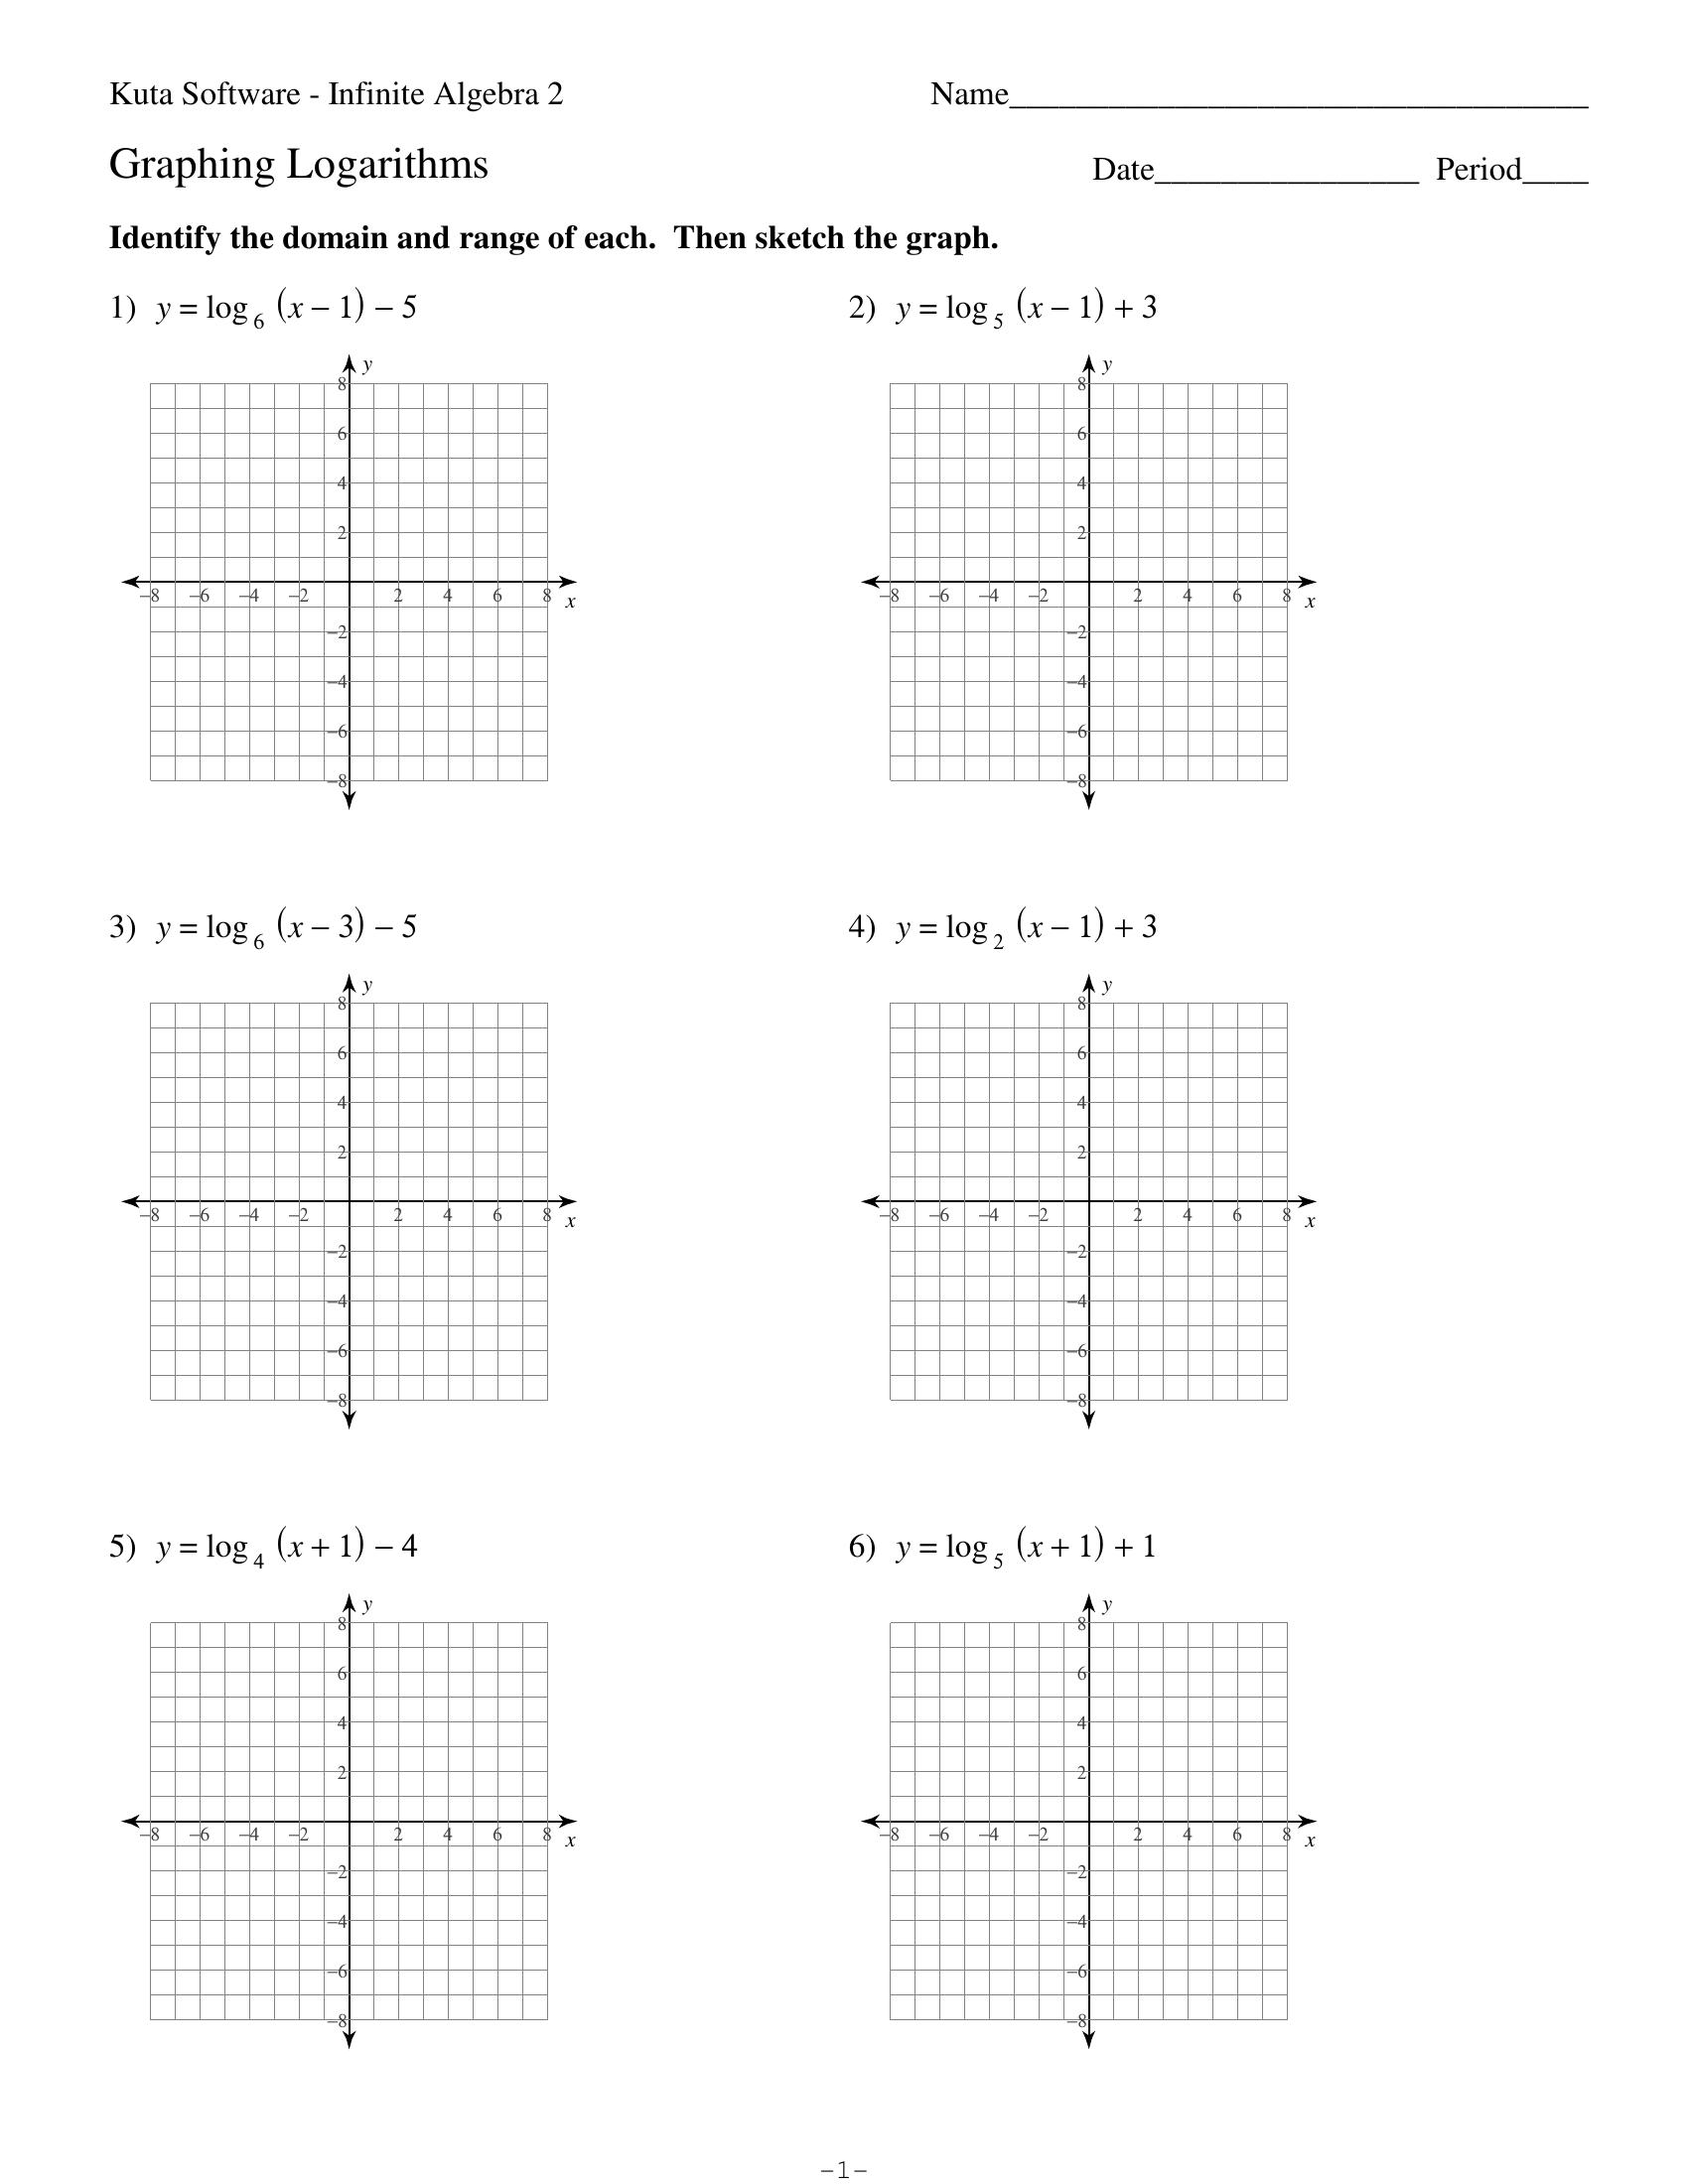 Kuta Software - Infinite Algebra 2
Name___________________________________
Graphing Logarithms
Date________________ Period____
Identify the domain and range of each. Then sketch the graph.
1) y = log₆ (x − 1) − 5
2) y = log₅ (x − 1) + 3
y
8
6
4
2
−8 −6 −4 −2 2 4 6 8 x
−2
−4
−6
−8
y
8
6
4
2
−8 −6 −4 −2 2 4 6 8 x
−2
−4
−6
−8
3) y = log₆ (x − 3) − 5
4) y = log₂ (x − 1) + 3
y
8
6
4
2
−8 −6 −4 −2 2 4 6 8 x
−2
−4
−6
−8
y
8
6
4
2
−8 −6 −4 −2 2 4 6 8 x
−2
−4
−6
−8
5) y = log₄ (x + 1) − 4
6) y = log₅ (x + 1) + 1
y
8
6
4
2
−8 −6 −4 −2 2 4 6 8 x
−2
−4
−6
−8
y
8
6
4
2
−8 −6 −4 −2 2 4 6 8 x
−2
−4
−6
−8
-1-